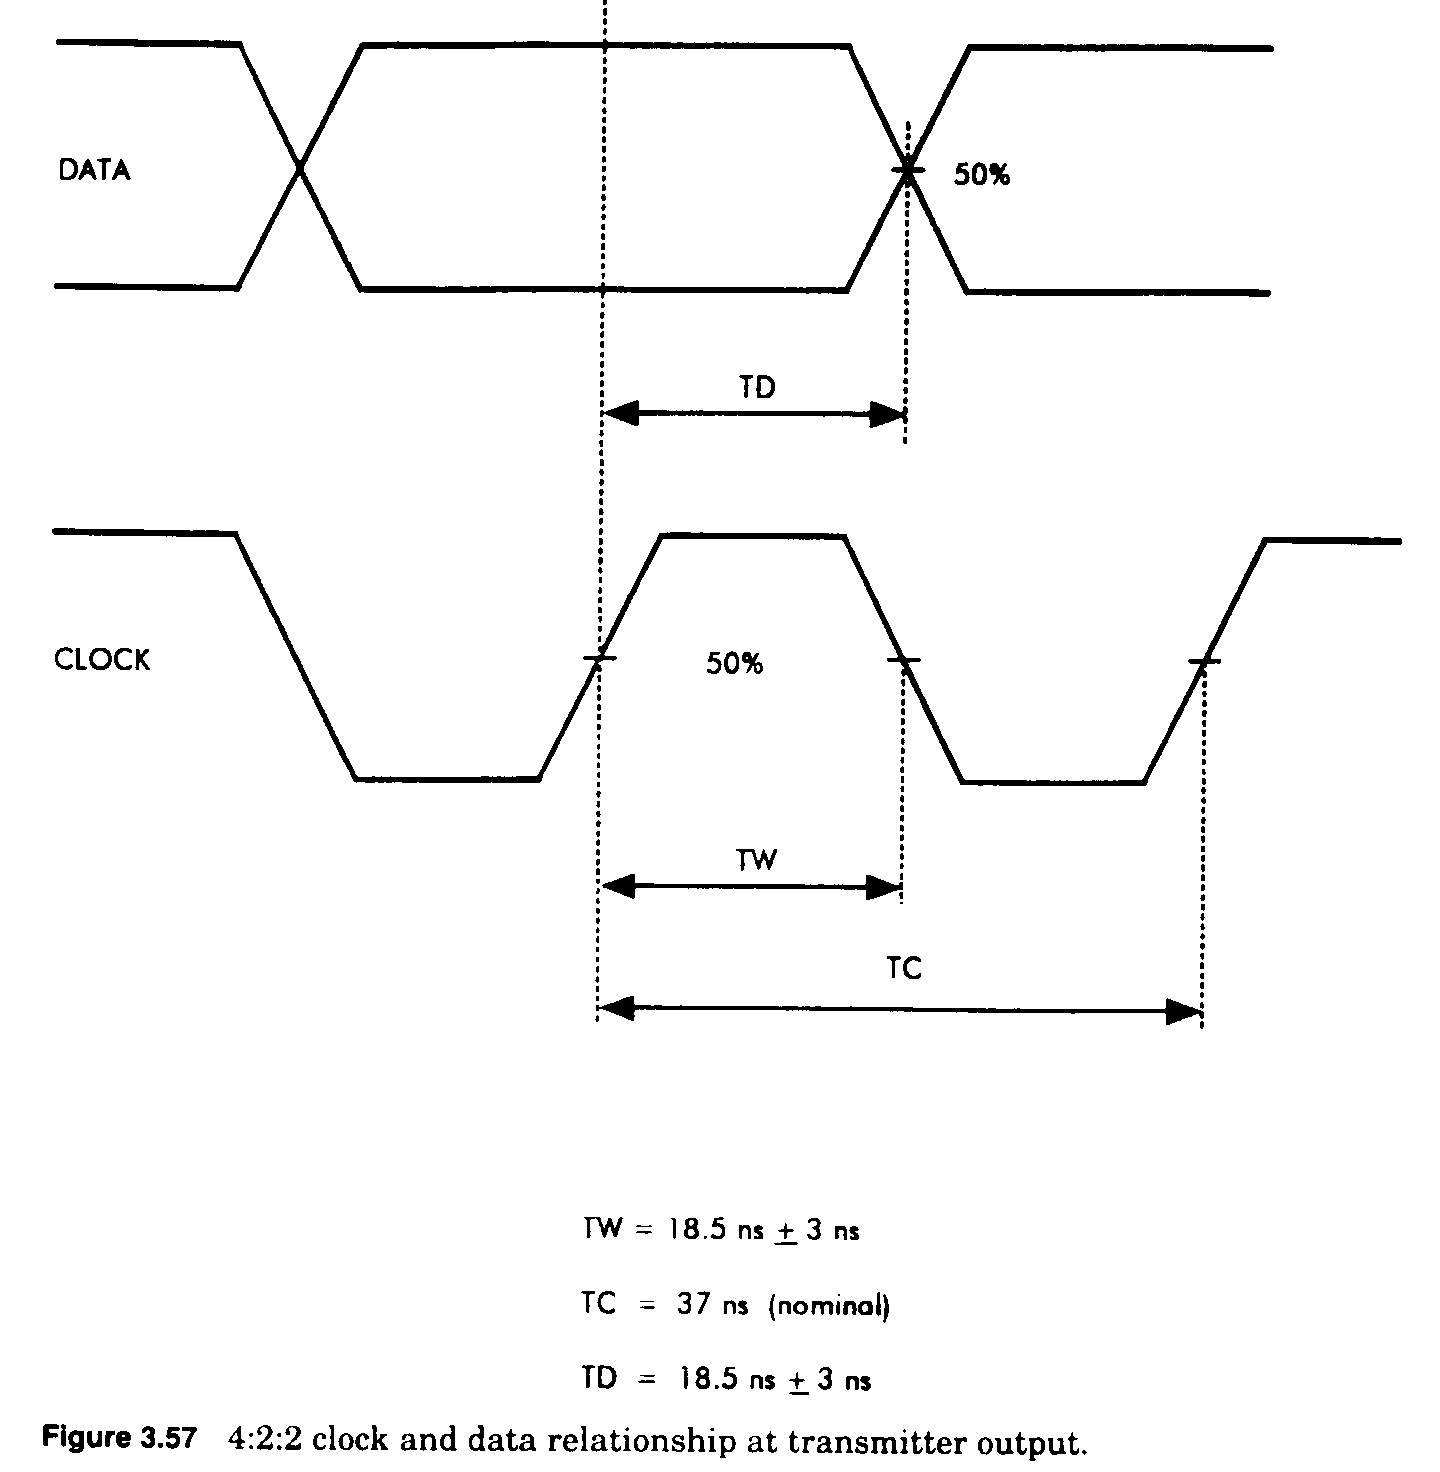 DATA
50%
TD
CLOCK
50%
TW
TC
TW = 18.5 ns ± 3 ns
TC = 37 ns (nominal)
TD = 18.5 ns ± 3 ns
Figure 3.57 4:2:2 clock and data relationship at transmitter output.